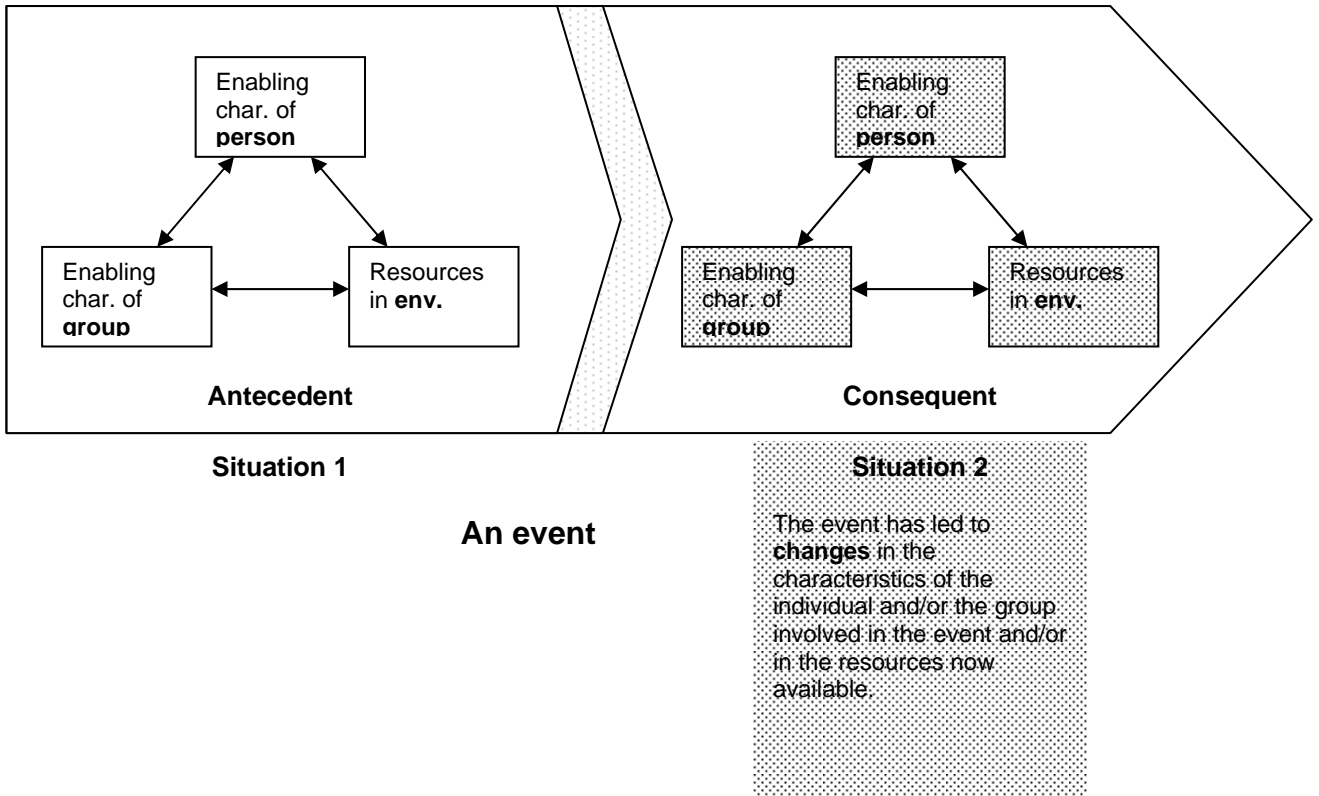 Enabling
char. of
person
Enabling
char. of
group
Resources
in env.
Antecedent
Enabling
char. of
person
Enabling
char. of
group
Resources
in env.
Consequent
Situation 1
An event
Situation 2
The event has led to
changes in the
characteristics of the
individual and/or the group
involved in the event and/or
in the resources now
available.